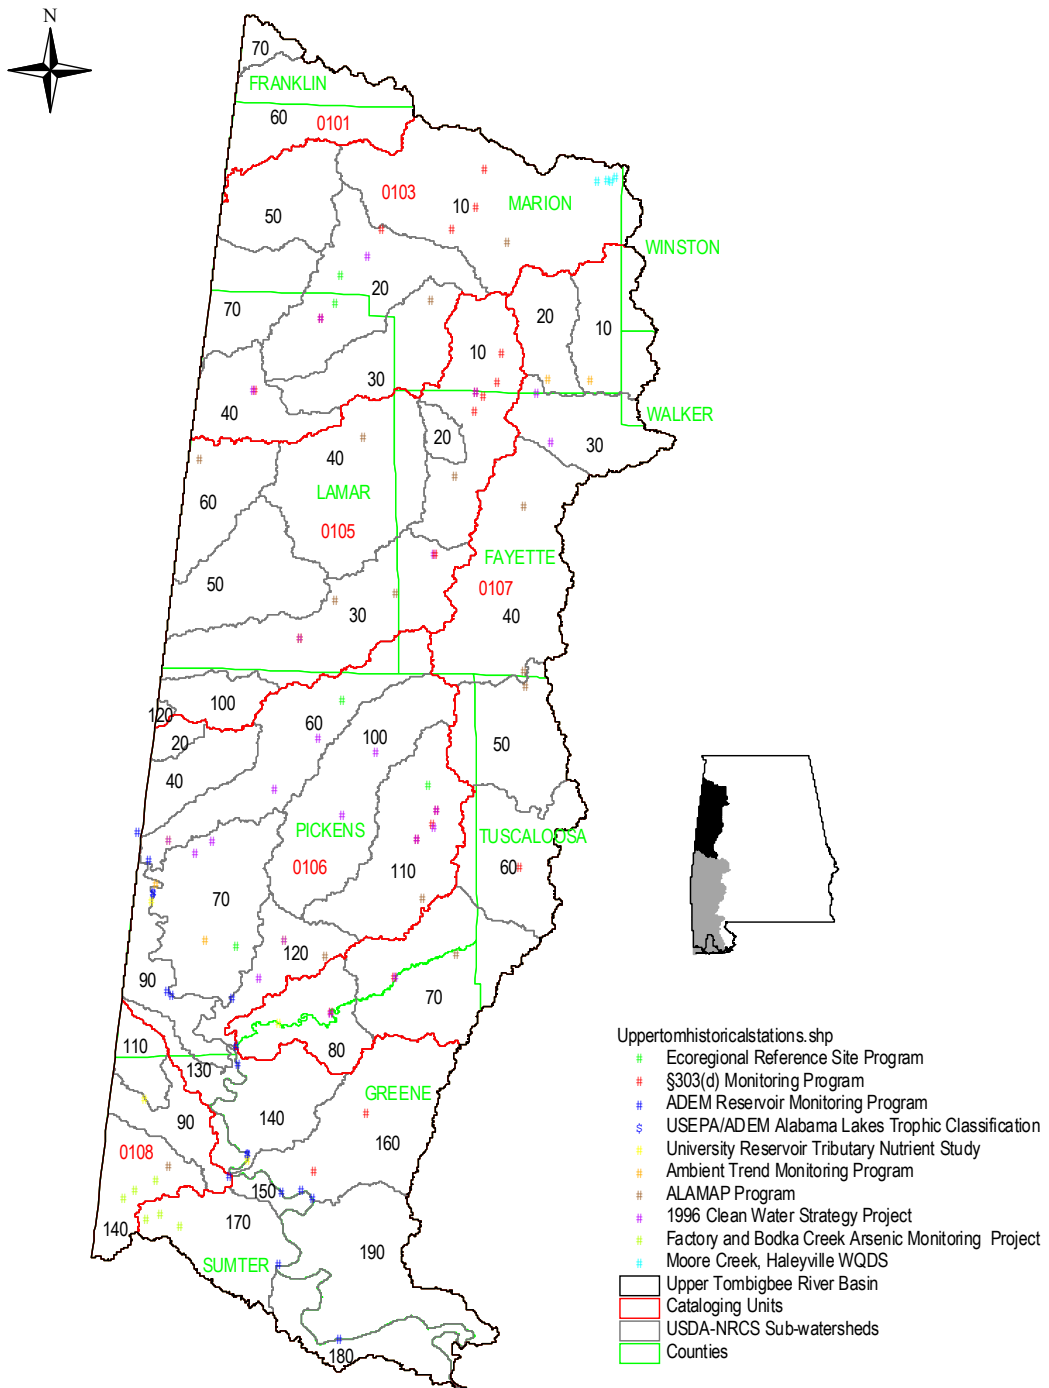 N
70
FRANKLIN
60
0101
0103
10
MARION
50
WINSTON
20
70
20
10
10
30
40
WALKER
20
30
40
60
LAMAR
0105
FAYETTE
0107
50
30
40
100
120
60
100
20
50
40
PICKENS
TUSCALOOSA
0106
110
60
70
120
90
70
110
80
130
GREENE
140
90
160
0108
150
140
170
190
SUMTER
180
Uppertomhistoricalstations.shp
# Ecoregional Reference Site Program
# §303(d) Monitoring Program
# ADEM Reservoir Monitoring Program
$ USEPA/ADEM Alabama Lakes Trophic Classification
# University Reservoir Tributary Nutrient Study
# Ambient Trend Monitoring Program
# ALAMAP Program
# 1996 Clean Water Strategy Project
# Factory and Bodka Creek Arsenic Monitoring Project
# Moore Creek, Haleyville WQDS
Upper Tombigbee River Basin
Cataloging Units
USDA-NRCS Sub-watersheds
Counties